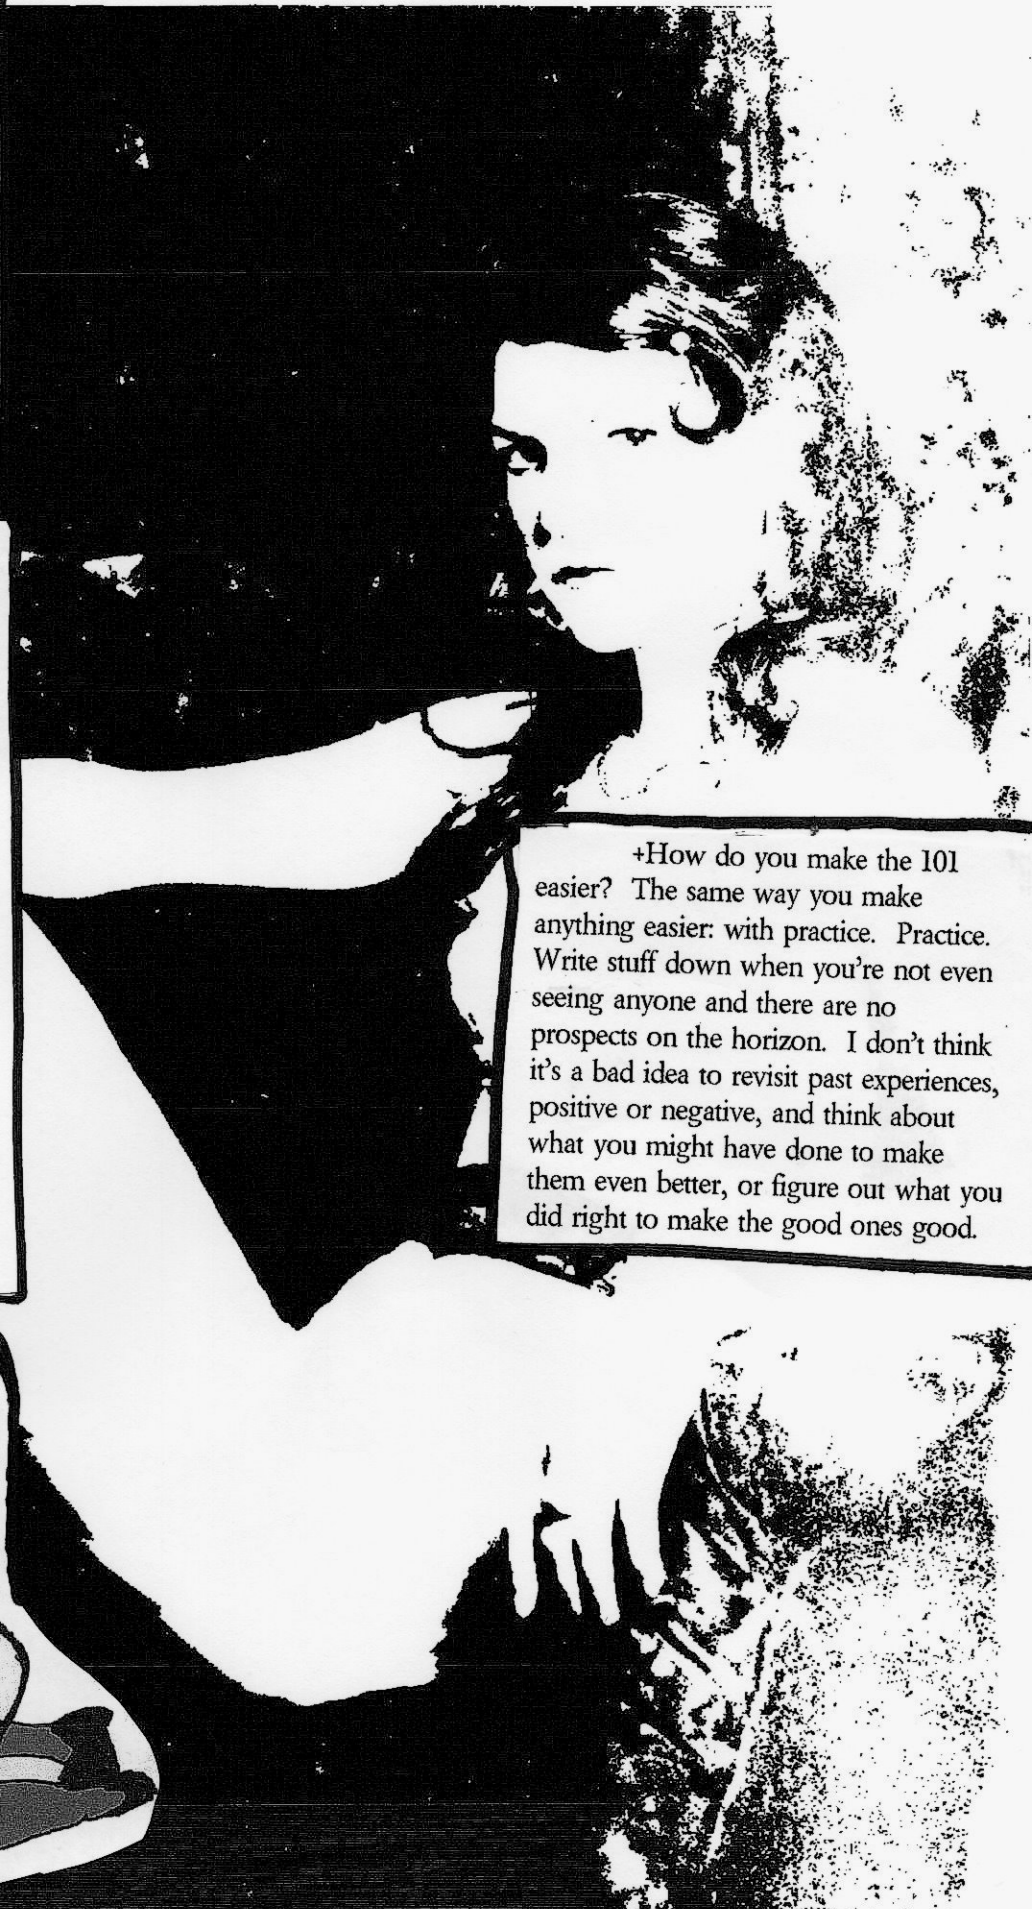 +How do you make the 101
easier?  The same way you make
anything easier: with practice.  Practice.
Write stuff down when you're not even
seeing anyone and there are no
prospects on the horizon.  I don't think
it's a bad idea to revisit past experiences,
positive or negative, and think about
what you might have done to make
them even better, or figure out what you
did right to make the good ones good.